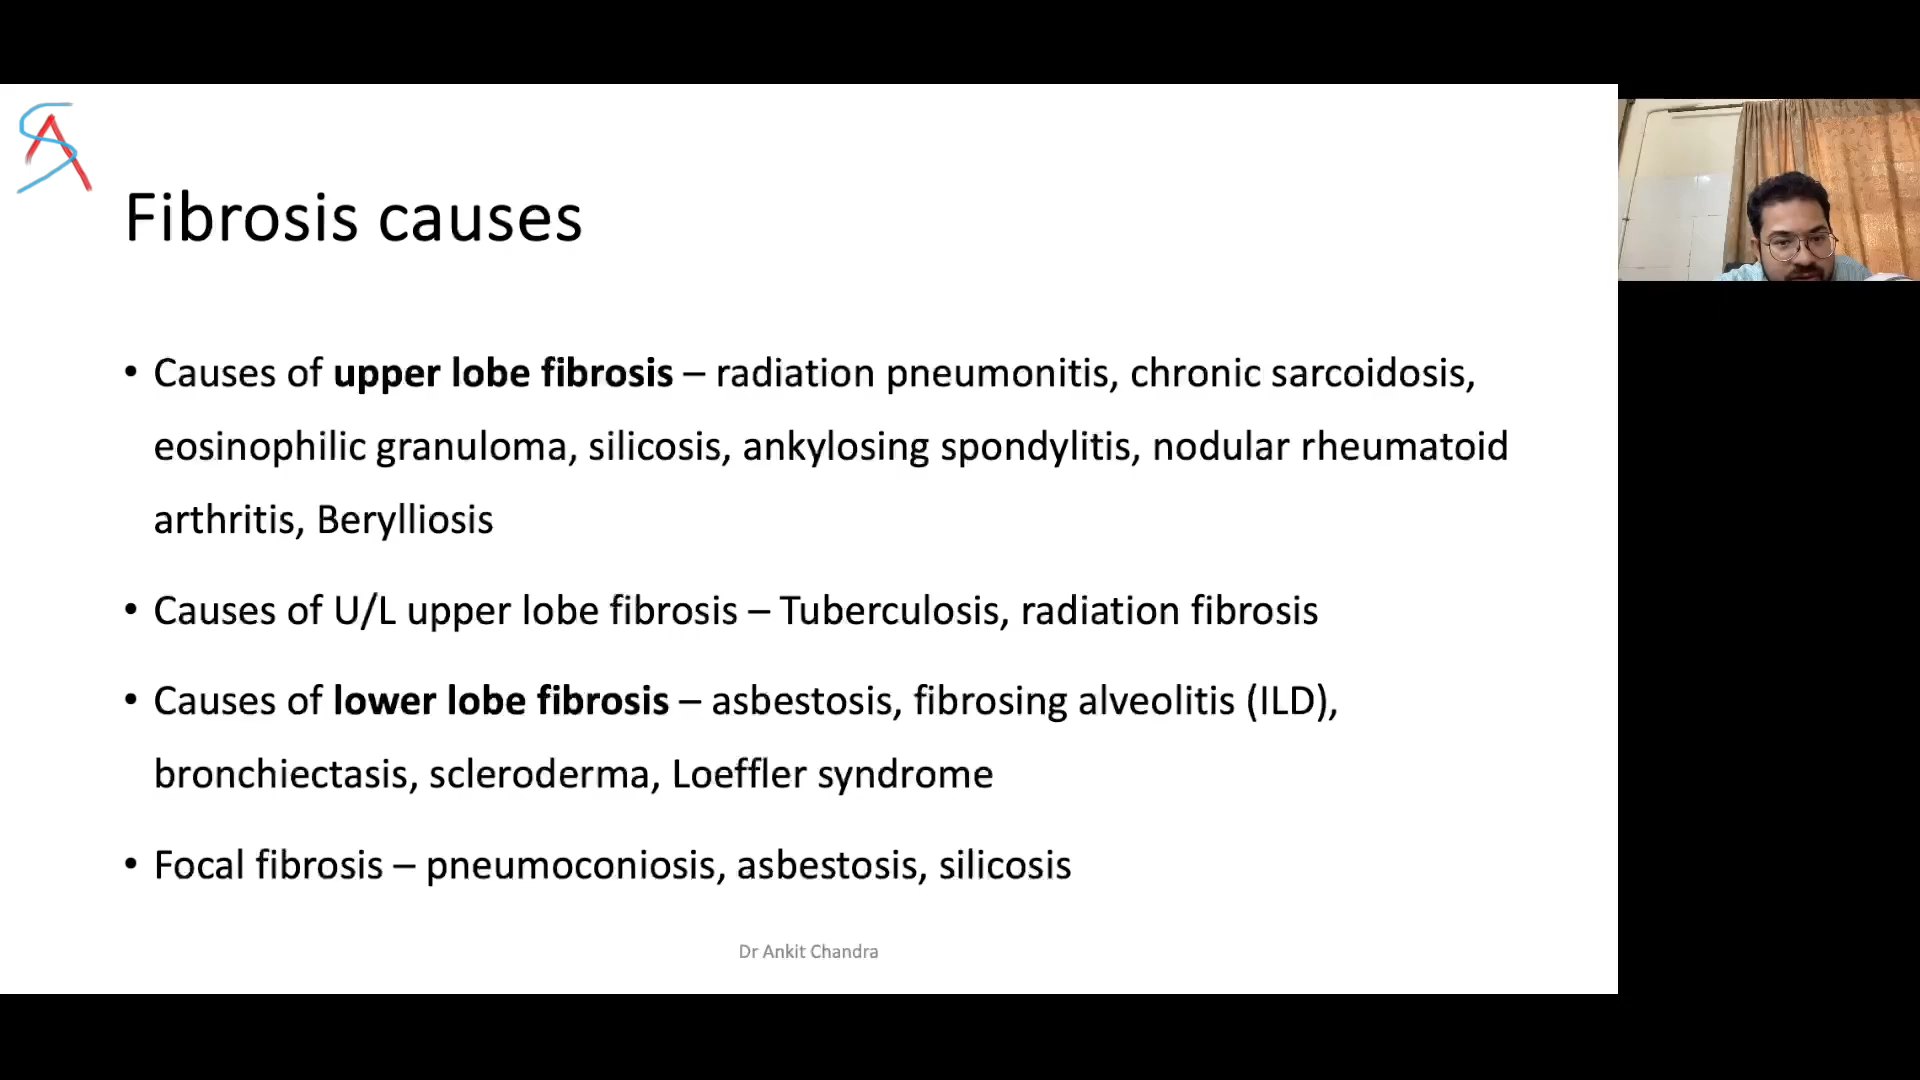 Fibrosis causes
• Causes of upper lobe fibrosis – radiation pneumonitis, chronic sarcoidosis,
eosinophilic granuloma, silicosis, ankylosing spondylitis, nodular rheumatoid
arthritis, Berylliosis
• Causes of U/L upper lobe fibrosis – Tuberculosis, radiation fibrosis
• Causes of lower lobe fibrosis – asbestosis, fibrosing alveolitis (ILD),
bronchiectasis, scleroderma, Loeffler syndrome
• Focal fibrosis – pneumoconiosis, asbestosis, silicosis
Dr Ankit Chandra